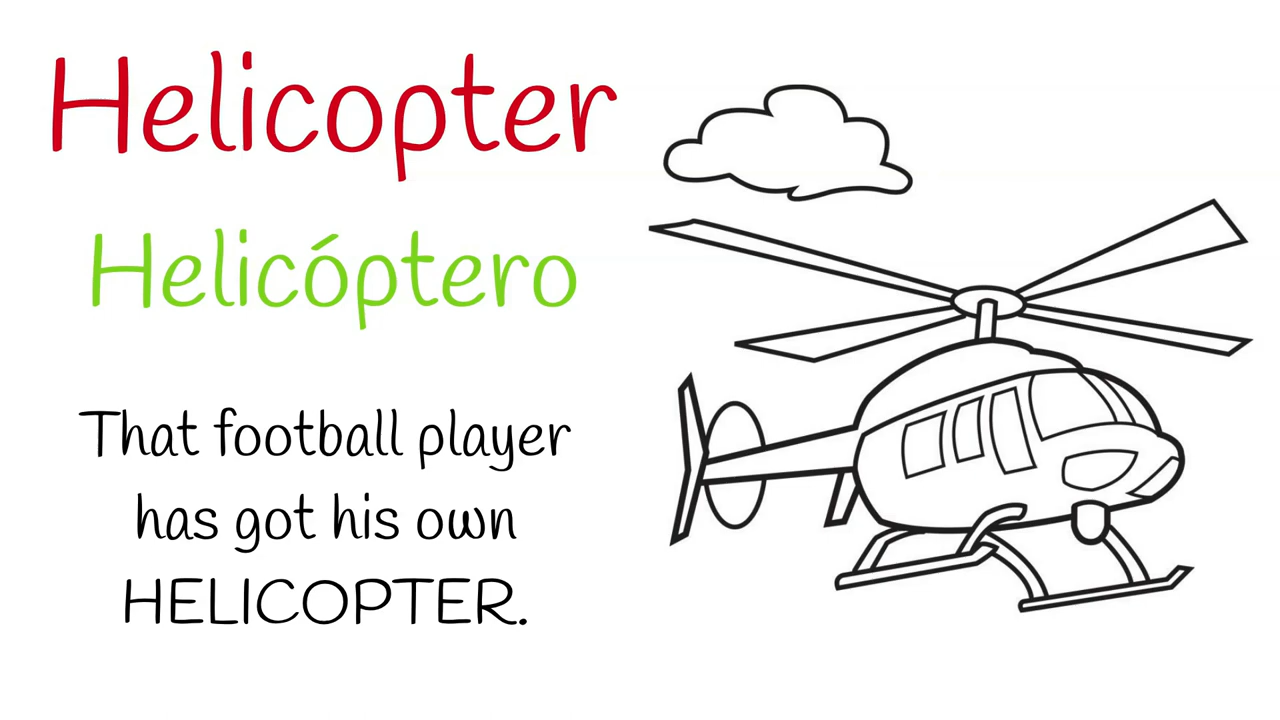 Helicopter
Helicóptero
That football player
has got his own
HELICOPTER.